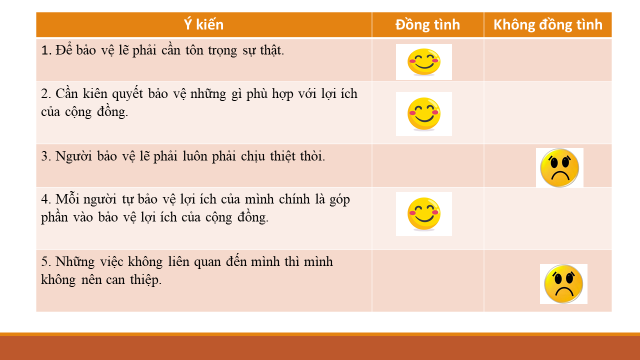 Ý kiến
Đồng tình
Không đồng tình
1. Để bảo vệ lẽ phải cần tôn trọng sự thật.
2. Cần kiên quyết bảo vệ những gì phù hợp với lợi ích
của cộng đồng.
3. Người bảo vệ lẽ phải luôn phải chịu thiệt thòi.
4. Mỗi người tự bảo vệ lợi ích của mình chính là góp
phần vào bảo vệ lợi ích của cộng đồng.
5. Những việc không liên quan đến mình thì mình
không nên can thiệp.